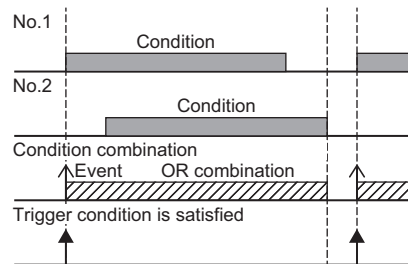 No.1
Condition
No.2
Condition
Condition combination
Event OR combination
Trigger condition is satisfied